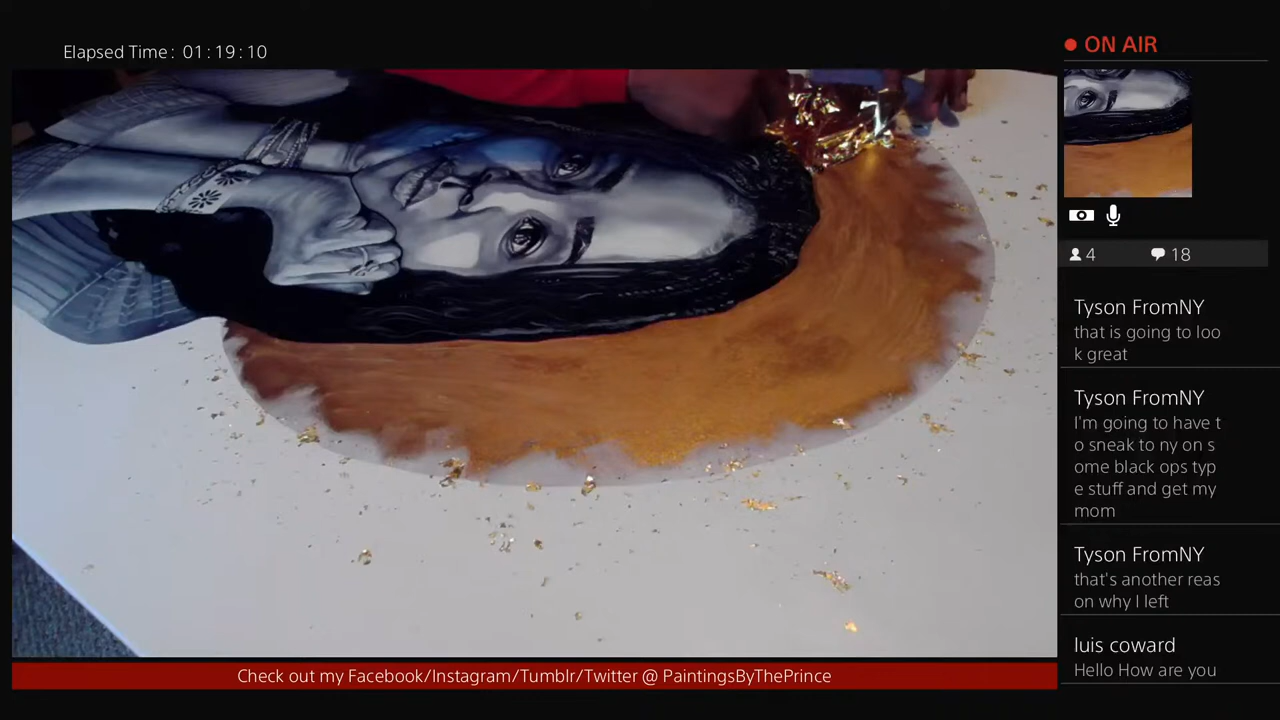 Elapsed Time: 01:19:10
ON AIR
4 18
Tyson FromNY
that is going to loo
k great
Tyson FromNY
I'm going to have t
o sneak to ny on s
ome black ops typ
e stuff and get my
mom
Tyson FromNY
that's another reas
on why I left
luis coward
Hello How are you
Check out my Facebook/Instagram/Tumblr/Twitter @ PaintingsByThePrince